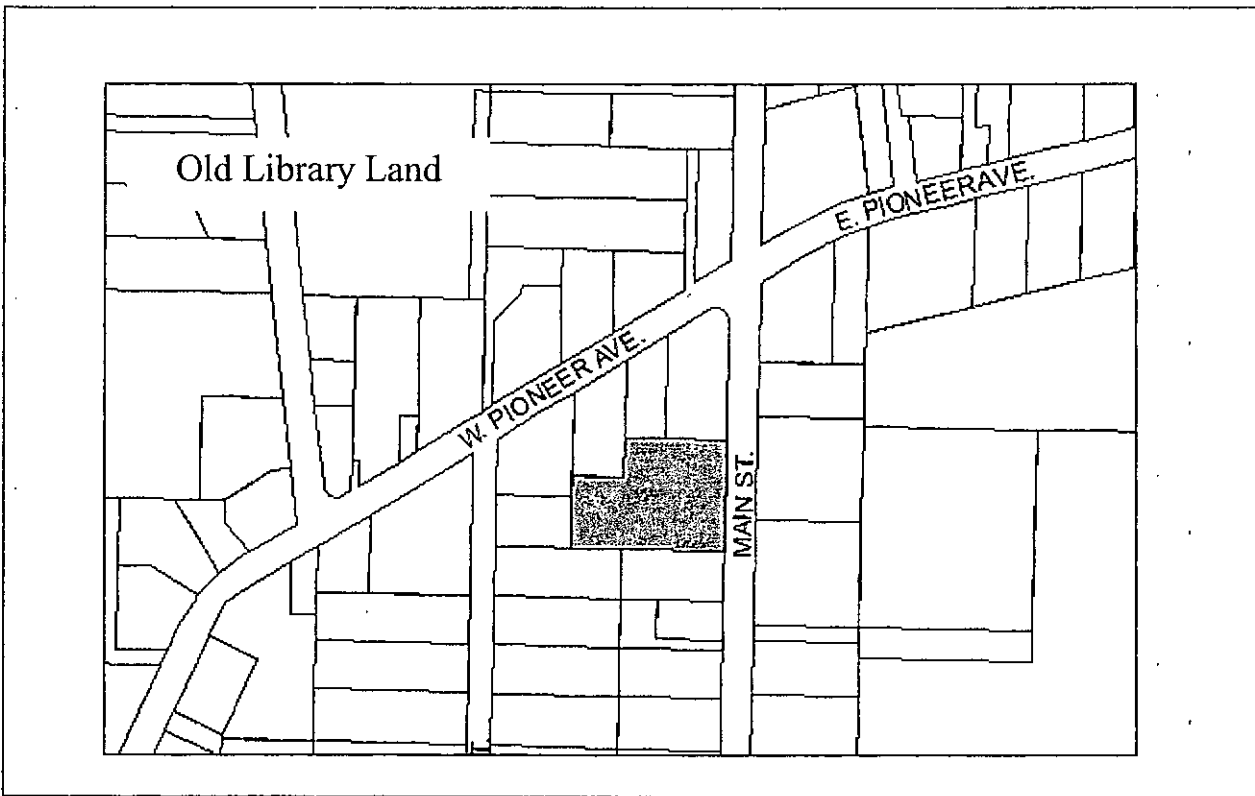 Old Library Land
E. PIONEER AVE.
W. PIONEER AVE.
MAIN ST.